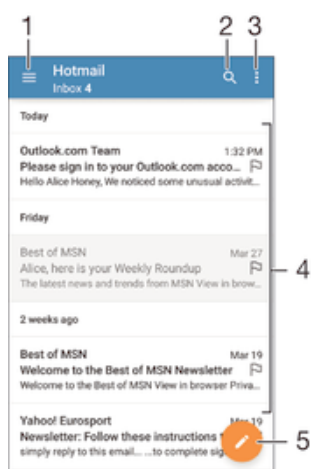 1 2 3
Hotmail
Inbox 4
Today
Outlook.com Team 1:32 PM
Please sign in to your Outlook.com acco...
Hello Alice Honey, We noticed some unusual activit...
Friday
Best of MSN Mar 27
Alice, here is your Weekly Roundup
The latest news and trends from MSN View in brow...
4
2 weeks ago
Best of MSN Mar 19
Welcome to the Best of MSN Newsletter
Welcome to the Best of MSN View in browser Priva...
Yahoo! Eurosport Mar 19
Newsletter: Follow these instructions
simply reply to this email... ...to complete
5